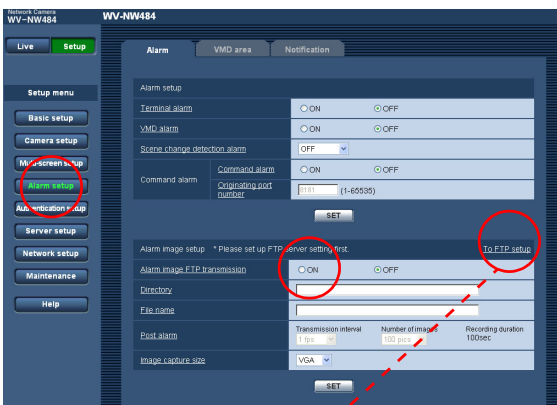 Network Camera
WV-NW484
WV-NW484
Live
Setup
Alarm
VMD area
Notification
Setup menu
Basic setup
Camera setup
Multi-screen setup
Alarm setup
Authentication setup
Server setup
Network setup
Maintenance
Help
Alarm setup
Terminal alarm
ON
OFF
VMD alarm
ON
OFF
Scene change detection alarm
OFF
Command alarm
Command alarm
ON
OFF
Originating port number
8181
(1-65535)
SET
Alarm image setup * Please set up FTP server setting first.
To FTP setup
Alarm image FTP transmission
ON
OFF
Directory
File name
Post alarm
Transmission interval
1 fps
Number of images
100 pics
Recording duration
100sec
Image capture size
VGA
SET